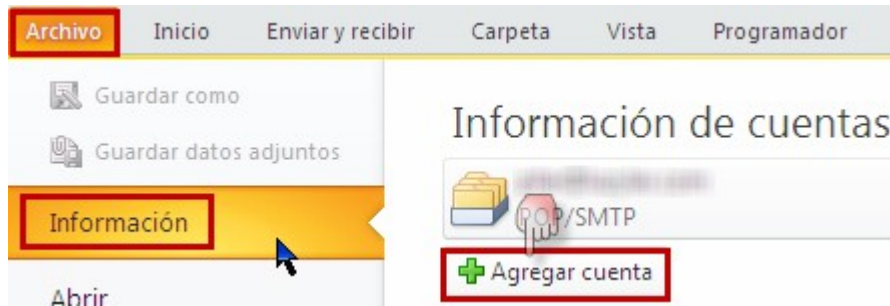 Archivo Inicio Enviar y recibir Carpeta Vista Programador
Guardar como
Guardar datos adjuntos
Información
Abrir
Información de cuentas
POP/SMTP
Agregar cuenta